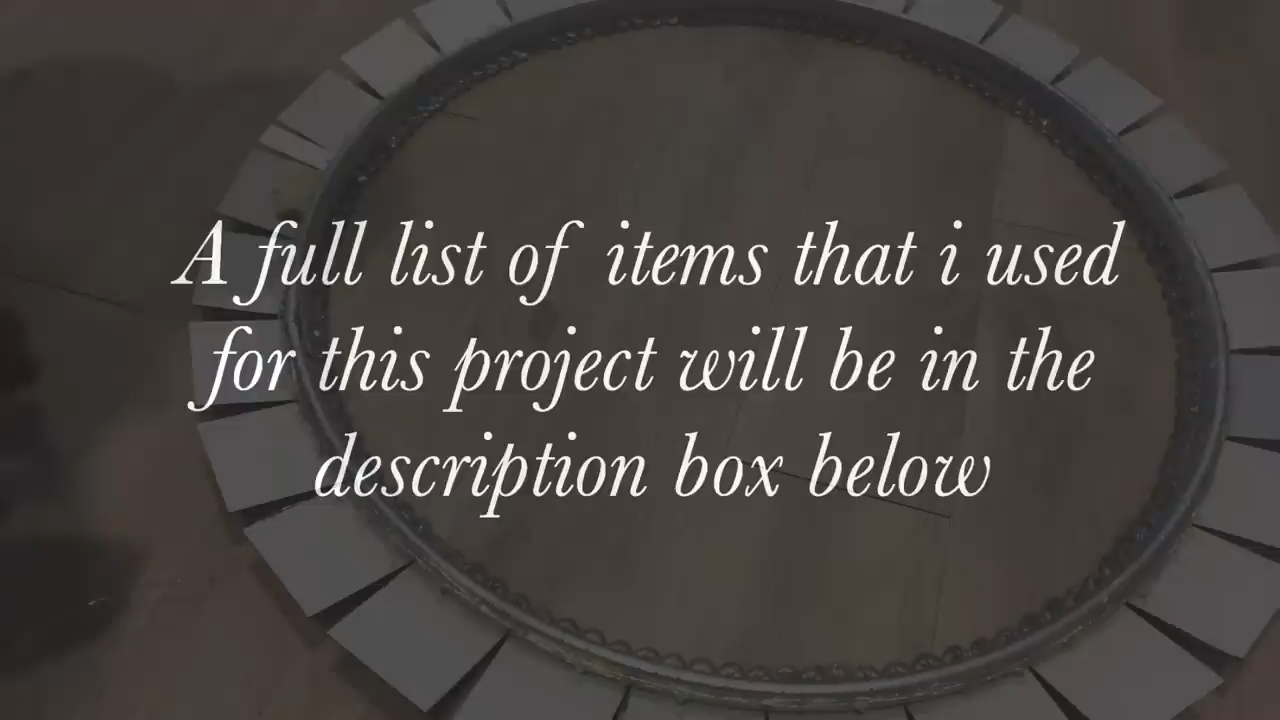 A full list of items that i used
for this project will be in the
description box below